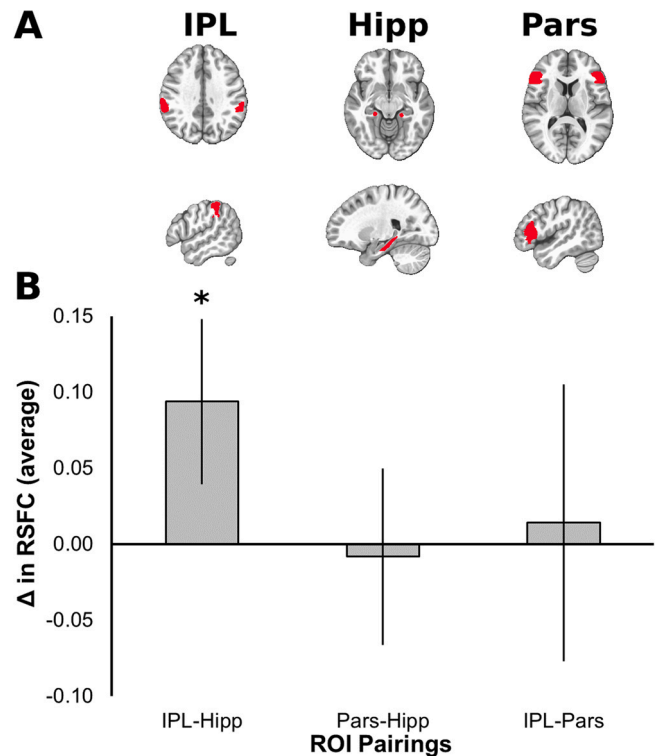 A
IPL Hipp Pars
B
*
0.15
0.10
0.05
0.00
-0.05
-0.10
Δ in RSFC (average)
IPL-Hipp Pars-Hipp IPL-Pars
ROI Pairings